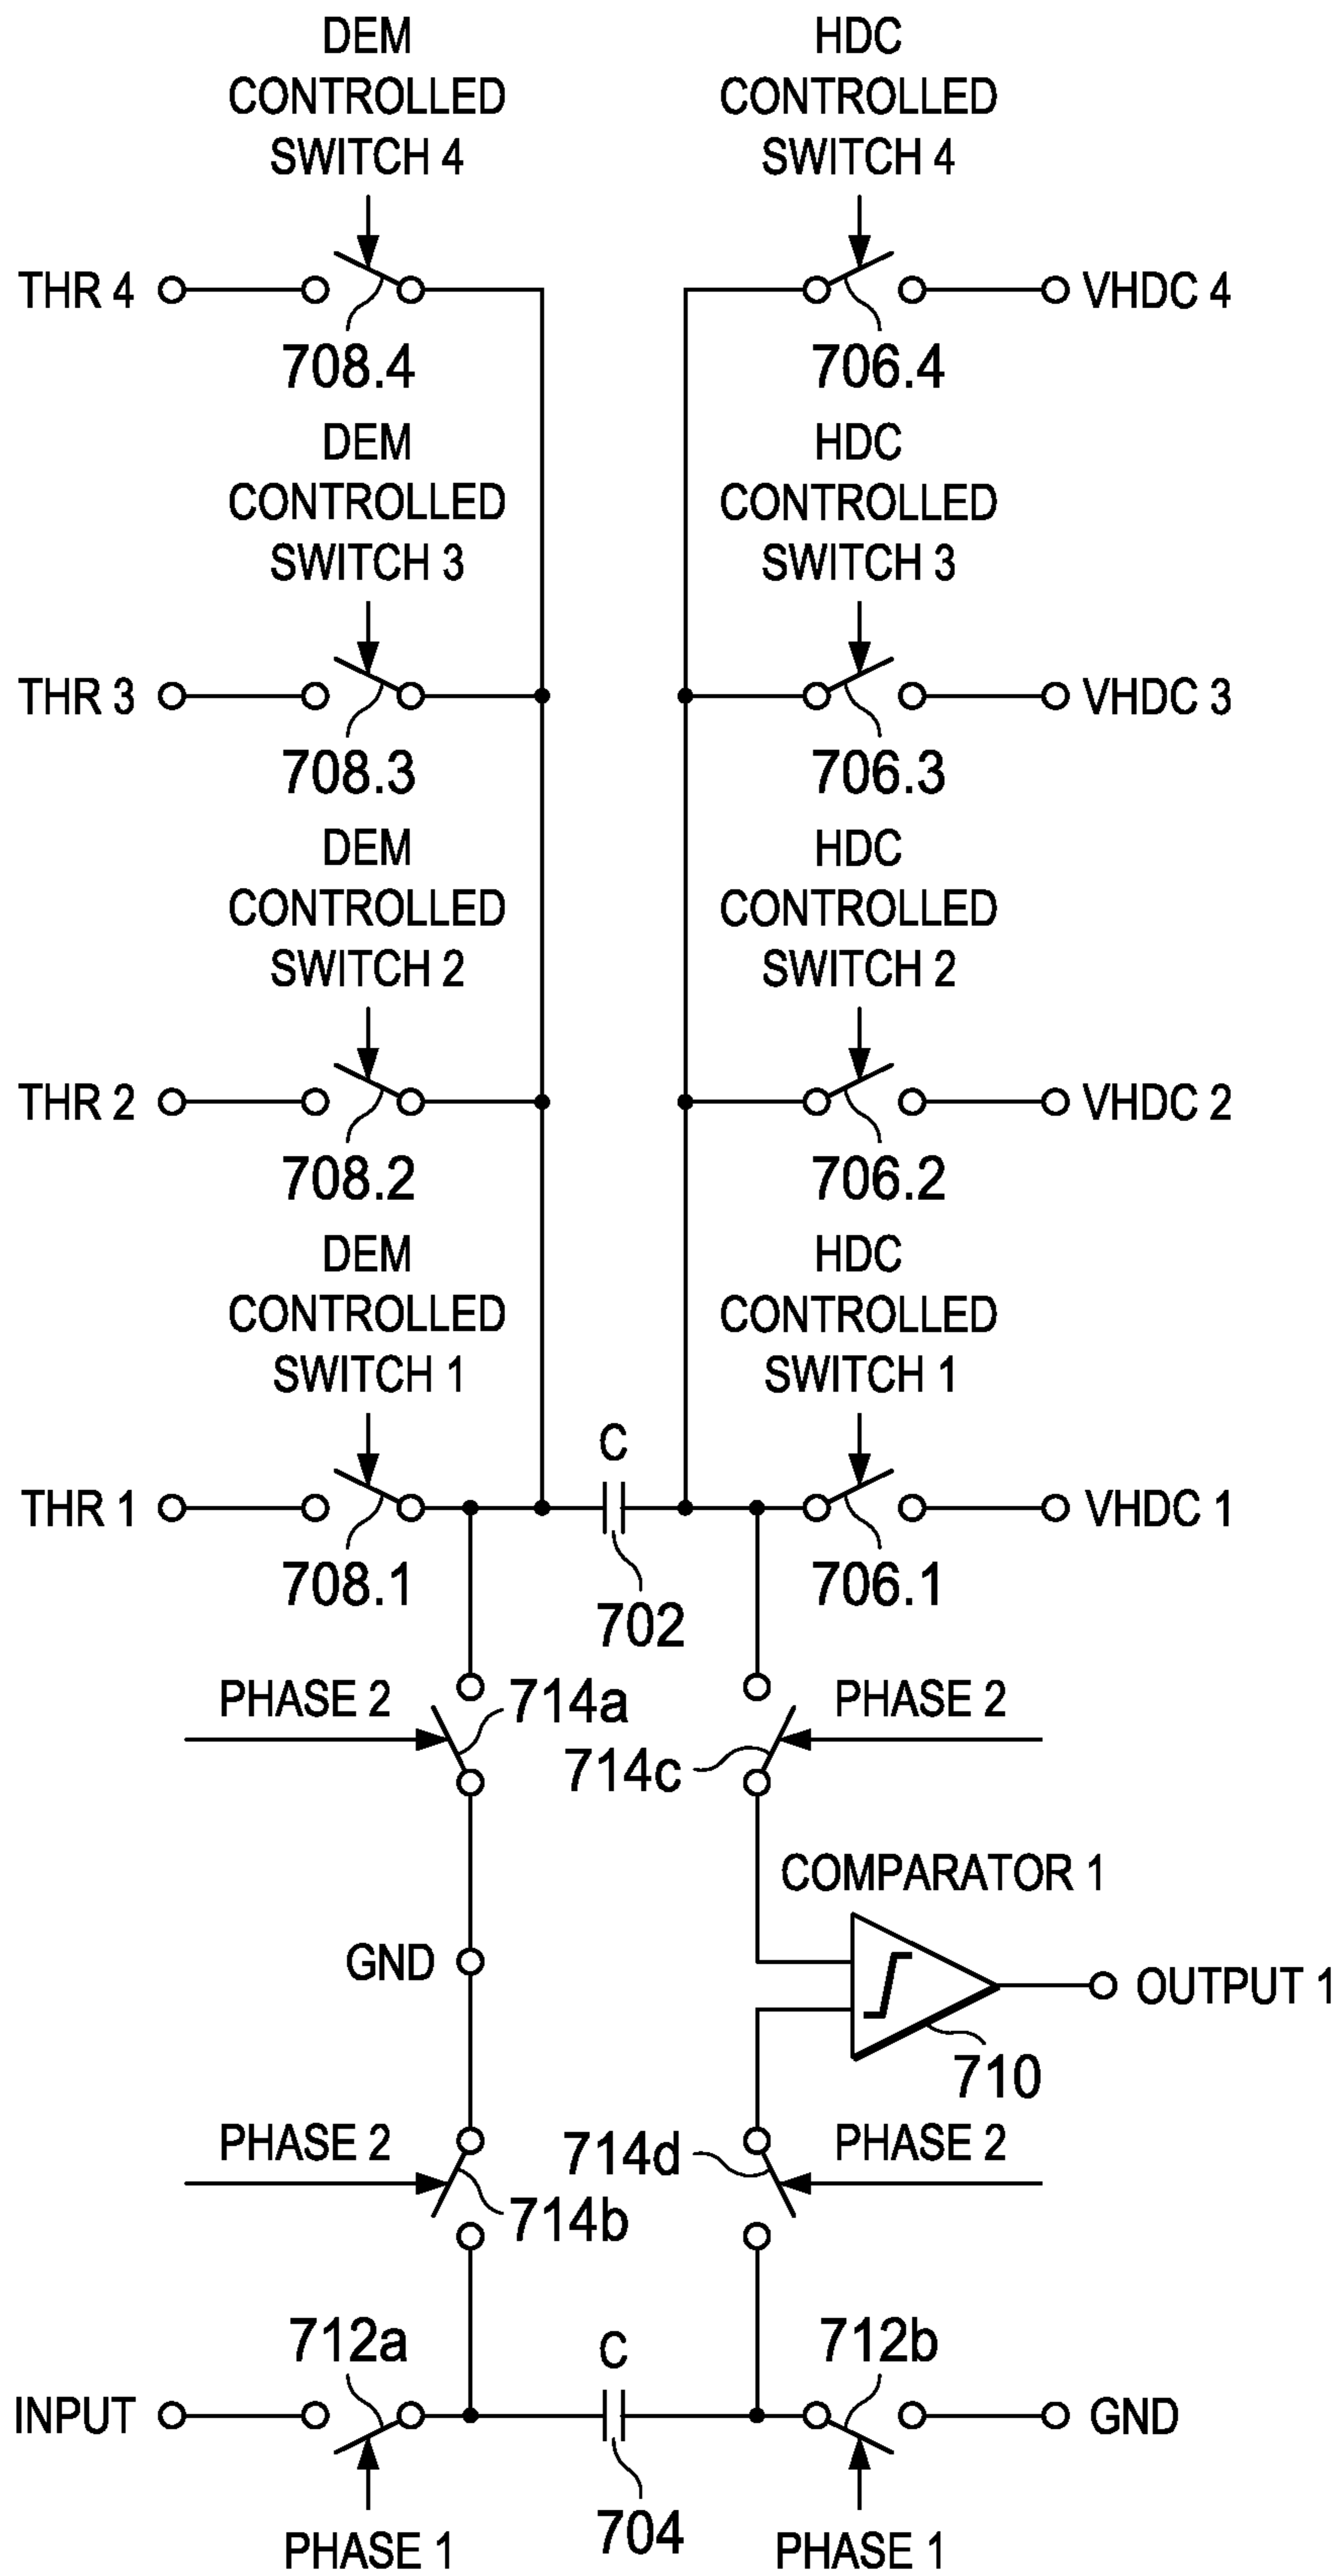 DEM
CONTROLLED
SWITCH 4
HDC
CONTROLLED
SWITCH 4
THR 4
VHDC 4
708.4
706.4
DEM
CONTROLLED
SWITCH 3
HDC
CONTROLLED
SWITCH 3
THR 3
VHDC 3
708.3
706.3
DEM
CONTROLLED
SWITCH 2
HDC
CONTROLLED
SWITCH 2
THR 2
VHDC 2
708.2
706.2
DEM
CONTROLLED
SWITCH 1
HDC
CONTROLLED
SWITCH 1
C
THR 1
VHDC 1
708.1
702
706.1
PHASE 2
714a
714c
PHASE 2
COMPARATOR 1
GND
OUTPUT 1
710
PHASE 2
714b
714d
PHASE 2
712a
C
712b
INPUT
GND
704
PHASE 1
PHASE 1